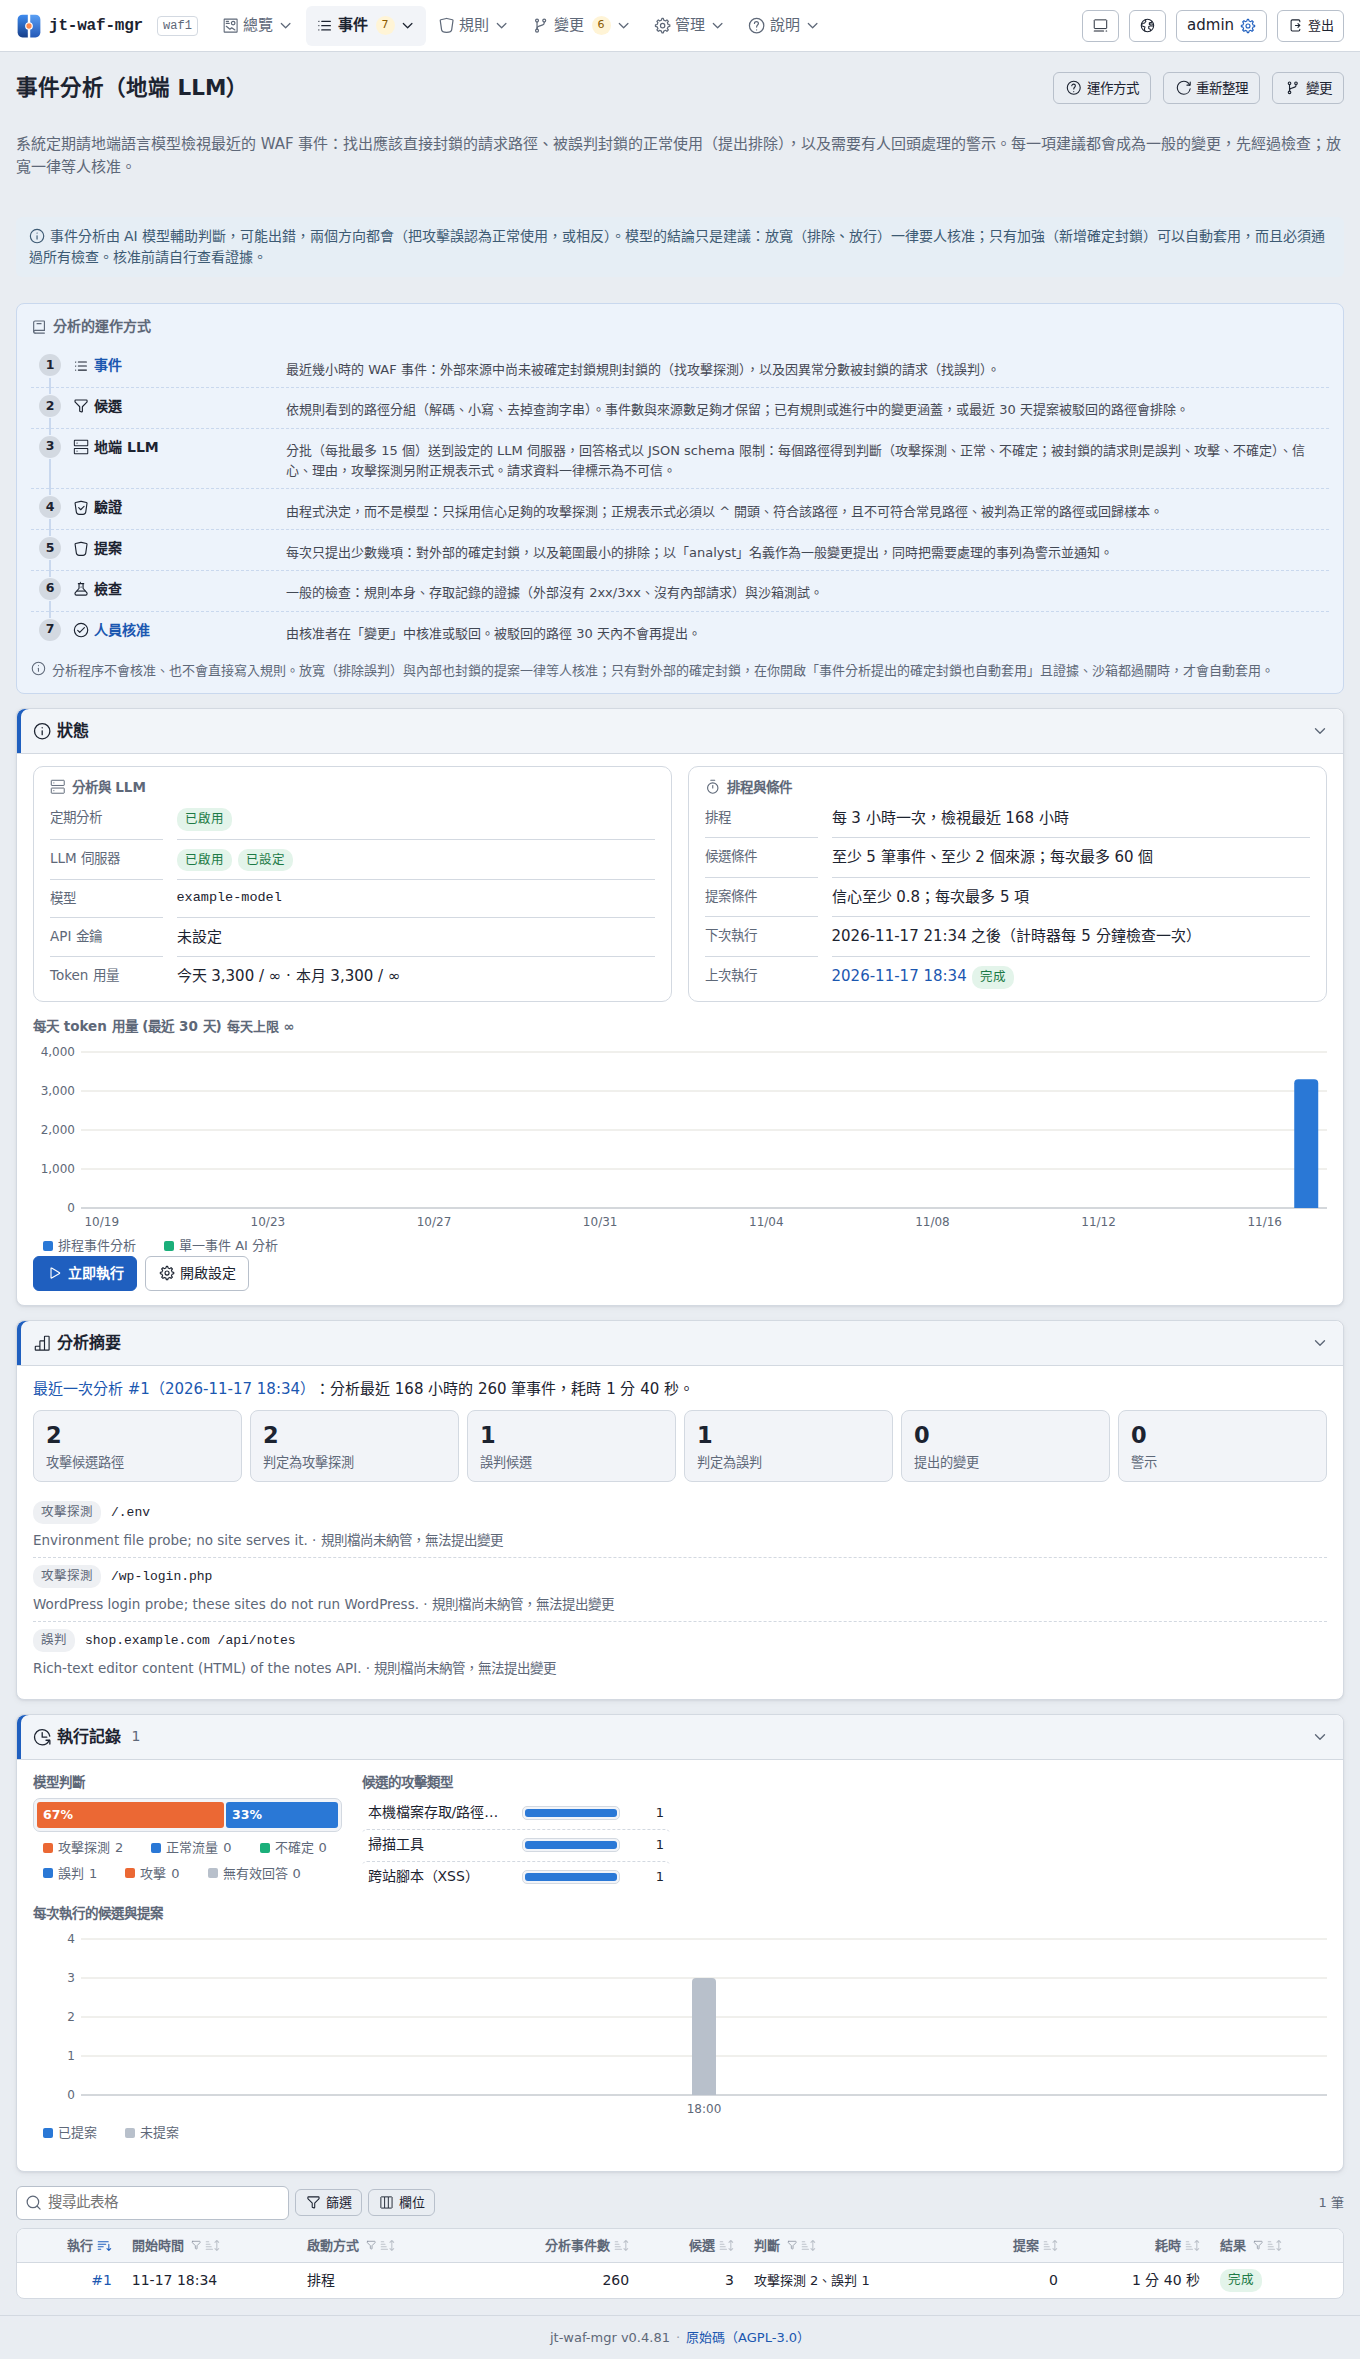 jt-waf-mgr waf1 總覽 事件 7 規則 變更 6 管理 說明 admin 登出
事件分析（地端 LLM） 運作方式 重新整理 變更
系統定期請地端語言模型檢視最近的 WAF 事件：找出應該直接封鎖的請求路徑、被誤判封鎖的正常使用（提出排除），以及需要有人回頭處理的警示。每一項建議都會成為一般的變更，先經過檢查；放
寬一律等人核准。
事件分析由 AI 模型輔助判斷，可能出錯，兩個方向都會（把攻擊誤認為正常使用，或相反）。模型的結論只是建議：放寬（排除、放行）一律要人核准；只有加強（新增確定封鎖）可以自動套用，而且必須通
過所有檢查。核准前請自行查看證據。
分析的運作方式
1 事件 最近幾小時的 WAF 事件：外部來源中尚未被確定封鎖規則封鎖的（找攻擊探測），以及因異常分數被封鎖的請求（找誤判）。
2 候選 依規則看到的路徑分組（解碼、小寫、去掉查詢字串）。事件數與來源數足夠才保留；已有規則或進行中的變更涵蓋，或最近 30 天提案被駁回的路徑會排除。
3 地端 LLM 分批（每批最多 15 個）送到設定的 LLM 伺服器，回答格式以 JSON schema 限制：每個路徑得到判斷（攻擊探測、正常、不確定；被封鎖的請求則是誤判、攻擊、不確定）、信
心、理由，攻擊探測另附正規表示式。請求資料一律標示為不可信。
4 驗證 由程式決定，而不是模型：只採用信心足夠的攻擊探測；正規表示式必須以 ^ 開頭、符合該路徑，且不可符合常見路徑、被判為正常的路徑或回歸樣本。
5 提案 每次只提出少數幾項：對外部的確定封鎖，以及範圍最小的排除；以「analyst」名義作為一般變更提出，同時把需要處理的事列為警示並通知。
6 檢查 一般的檢查：規則本身、存取記錄的證據（外部沒有 2xx/3xx、沒有內部請求）與沙箱測試。
7 人員核准 由核准者在「變更」中核准或駁回。被駁回的路徑 30 天內不會再提出。
分析程序不會核准、也不會直接寫入規則。放寬（排除誤判）與內部也封鎖的提案一律等人核准；只有對外部的確定封鎖，在你開啟「事件分析提出的確定封鎖也自動套用」且證據、沙箱都過關時，才會自動套用。
狀態
分析與 LLM
定期分析 已啟用
LLM 伺服器 已啟用 已設定
模型 example-model
API 金鑰 未設定
Token 用量 今天 3,300 / ∞ · 本月 3,300 / ∞
排程與條件
排程 每 3 小時一次，檢視最近 168 小時
候選條件 至少 5 筆事件、至少 2 個來源；每次最多 60 個
提案條件 信心至少 0.8；每次最多 5 項
下次執行 2026-11-17 21:34 之後（計時器每 5 分鐘檢查一次）
上次執行 2026-11-17 18:34 完成
每天 token 用量 (最近 30 天) 每天上限 ∞
4,000
3,000
2,000
1,000
0
10/19 10/23 10/27 10/31 11/04 11/08 11/12 11/16
排程事件分析 單一事件 AI 分析
立即執行 開啟設定
分析摘要
最近一次分析 #1（2026-11-17 18:34）：分析最近 168 小時的 260 筆事件，耗時 1 分 40 秒。
2 2 1 1 0 0
攻擊候選路徑 判定為攻擊探測 誤判候選 判定為誤判 提出的變更 警示
攻擊探測 /.env
Environment file probe; no site serves it. · 規則檔尚未納管，無法提出變更
攻擊探測 /wp-login.php
WordPress login probe; these sites do not run WordPress. · 規則檔尚未納管，無法提出變更
誤判 shop.example.com /api/notes
Rich-text editor content (HTML) of the notes API. · 規則檔尚未納管，無法提出變更
執行記錄 1
模型判斷
67% 33%
攻擊探測 2 正常流量 0 不確定 0
誤判 1 攻擊 0 無有效回答 0
候選的攻擊類型
本機檔案存取/路徑… 1
掃描工具 1
跨站腳本（XSS） 1
每次執行的候選與提案
4
3
2
1
0
18:00
已提案 未提案
搜尋此表格 篩選 欄位 1 筆
執行 開始時間 啟動方式 分析事件數 候選 判斷 提案 耗時 結果
#1 11-17 18:34 排程 260 3 攻擊探測 2、誤判 1 0 1 分 40 秒 完成
jt-waf-mgr v0.4.81 · 原始碼（AGPL-3.0）